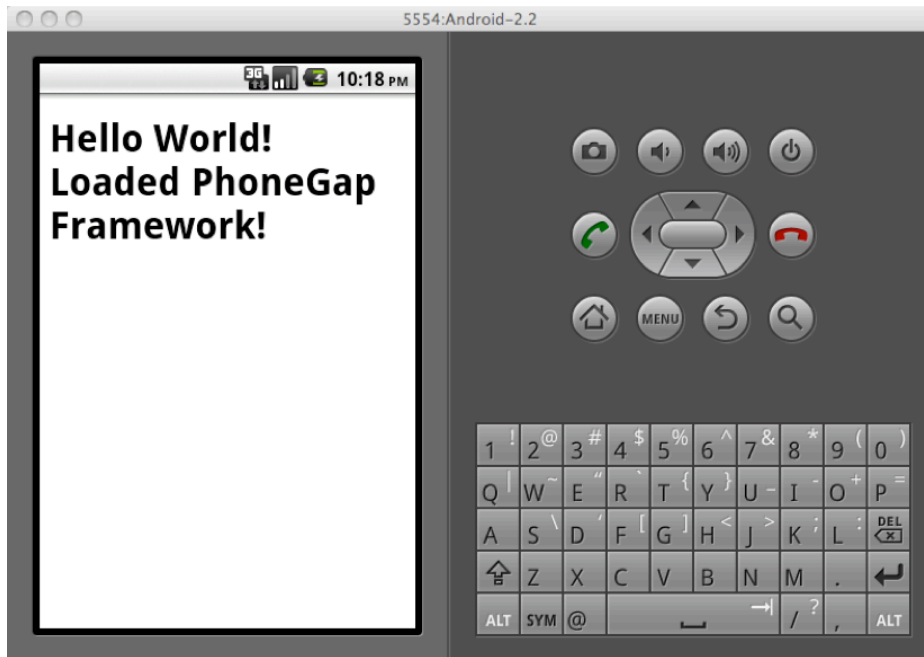 5554:Android-2.2
3G 10:18 PM
Hello World!
Loaded PhoneGap
Framework!
MENU
1 ! 2 @ 3 # 4 $ 5 % 6 ^ 7 & 8 * 9 ( 0 )
Q | W ~ E “ R ` T { Y } U _ I - O + P =
A S \ D ‘ F [ G ] H < J > K ; L : DEL
Z X C V B N M .
ALT SYM @ / ? , ALT